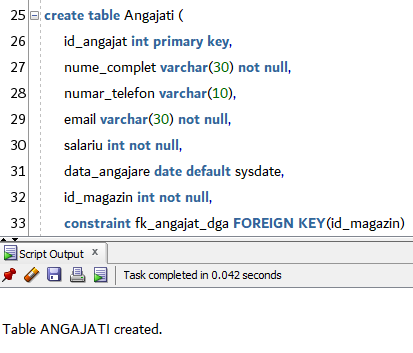 25 create table Angajati (
26 id_angajat int primary key,
27 nume_complet varchar(30) not null,
28 numar_telefon varchar(10),
29 email varchar(30) not null,
30 salariu int not null,
31 data_angajare date default sysdate,
32 id_magazin int not null,
33 constraint fk_angajat_dga FOREIGN KEY(id_magazin)
Script Output x
Task completed in 0.042 seconds
Table ANGAJATI created.